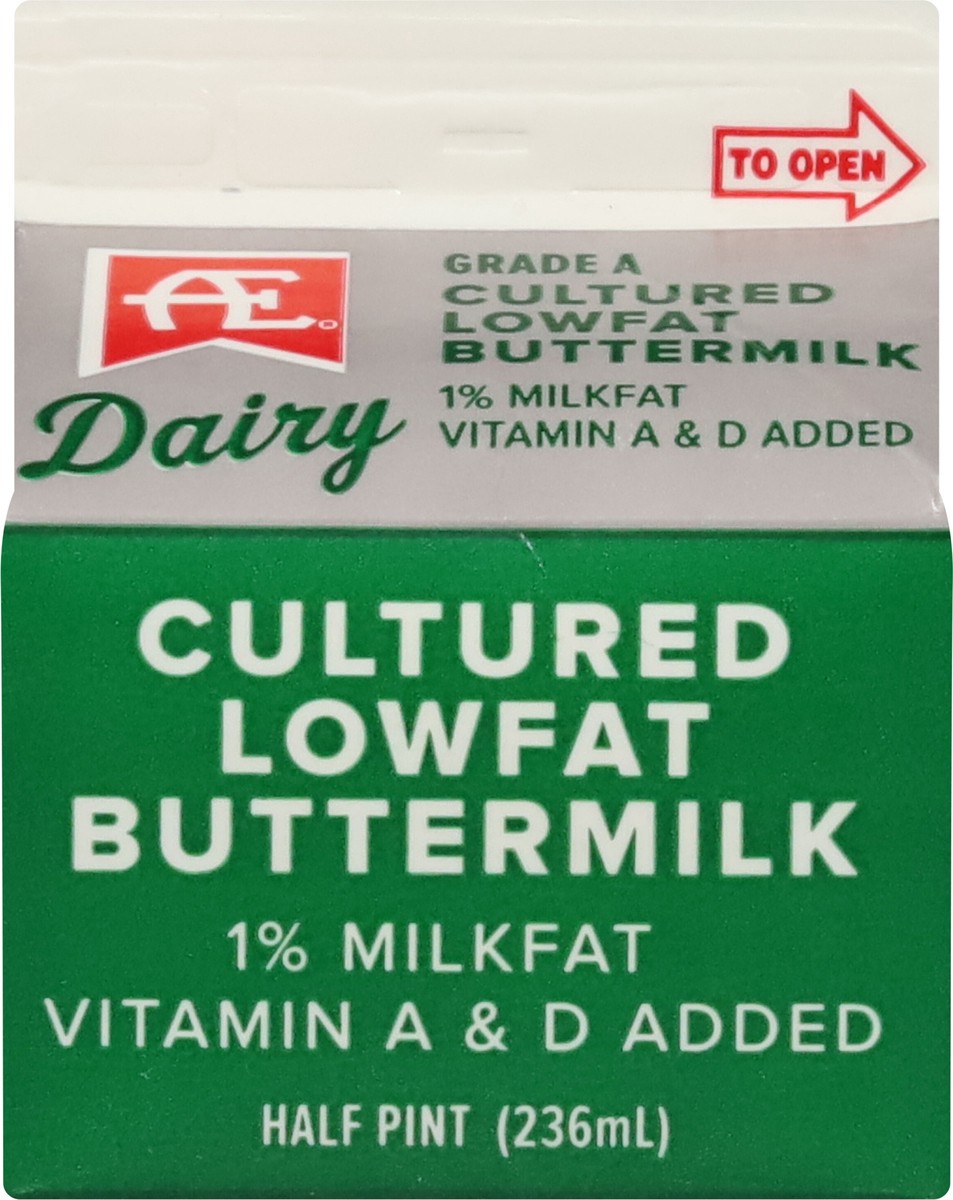 TO OPEN
AE®
Dairy
GRADE A
CULTURED
LOWFAT
BUTTERMILK
1% MILKFAT
VITAMIN A & D ADDED
CULTURED
LOWFAT
BUTTERMILK
1% MILKFAT
VITAMIN A & D ADDED
HALF PINT (236mL)